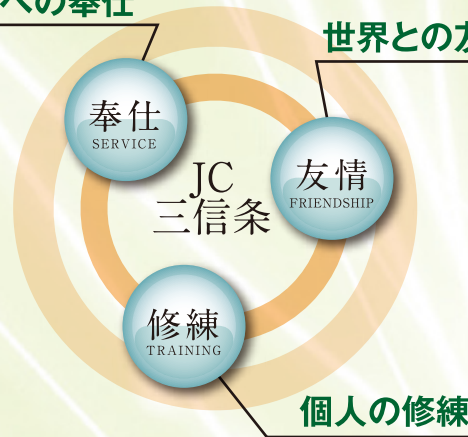 への奉仕
世界との友
奉仕
SERVICE
友情
FRIENDSHIP
JC
三信条
修練
TRAINING
個人の修練